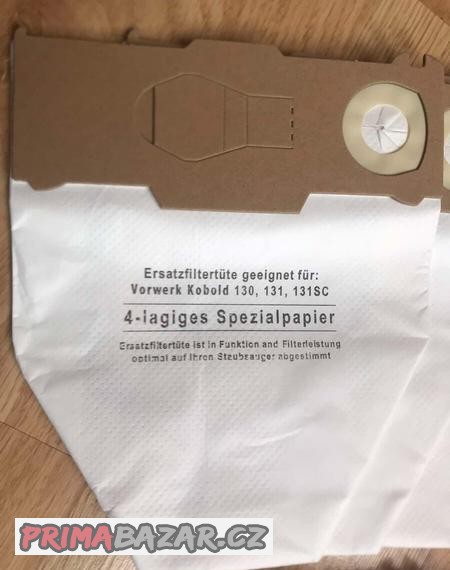 Ersatzfiltertüte geeignet für:
Vorwerk Kobold 130, 131, 131SC
4-lagiges Spezialpapier
Ersatzfiltertüte ist in Funktion and Filterleistung
optimal auf Ihren Staubsauger abgestimmt
PRIMABAZAR.CZ